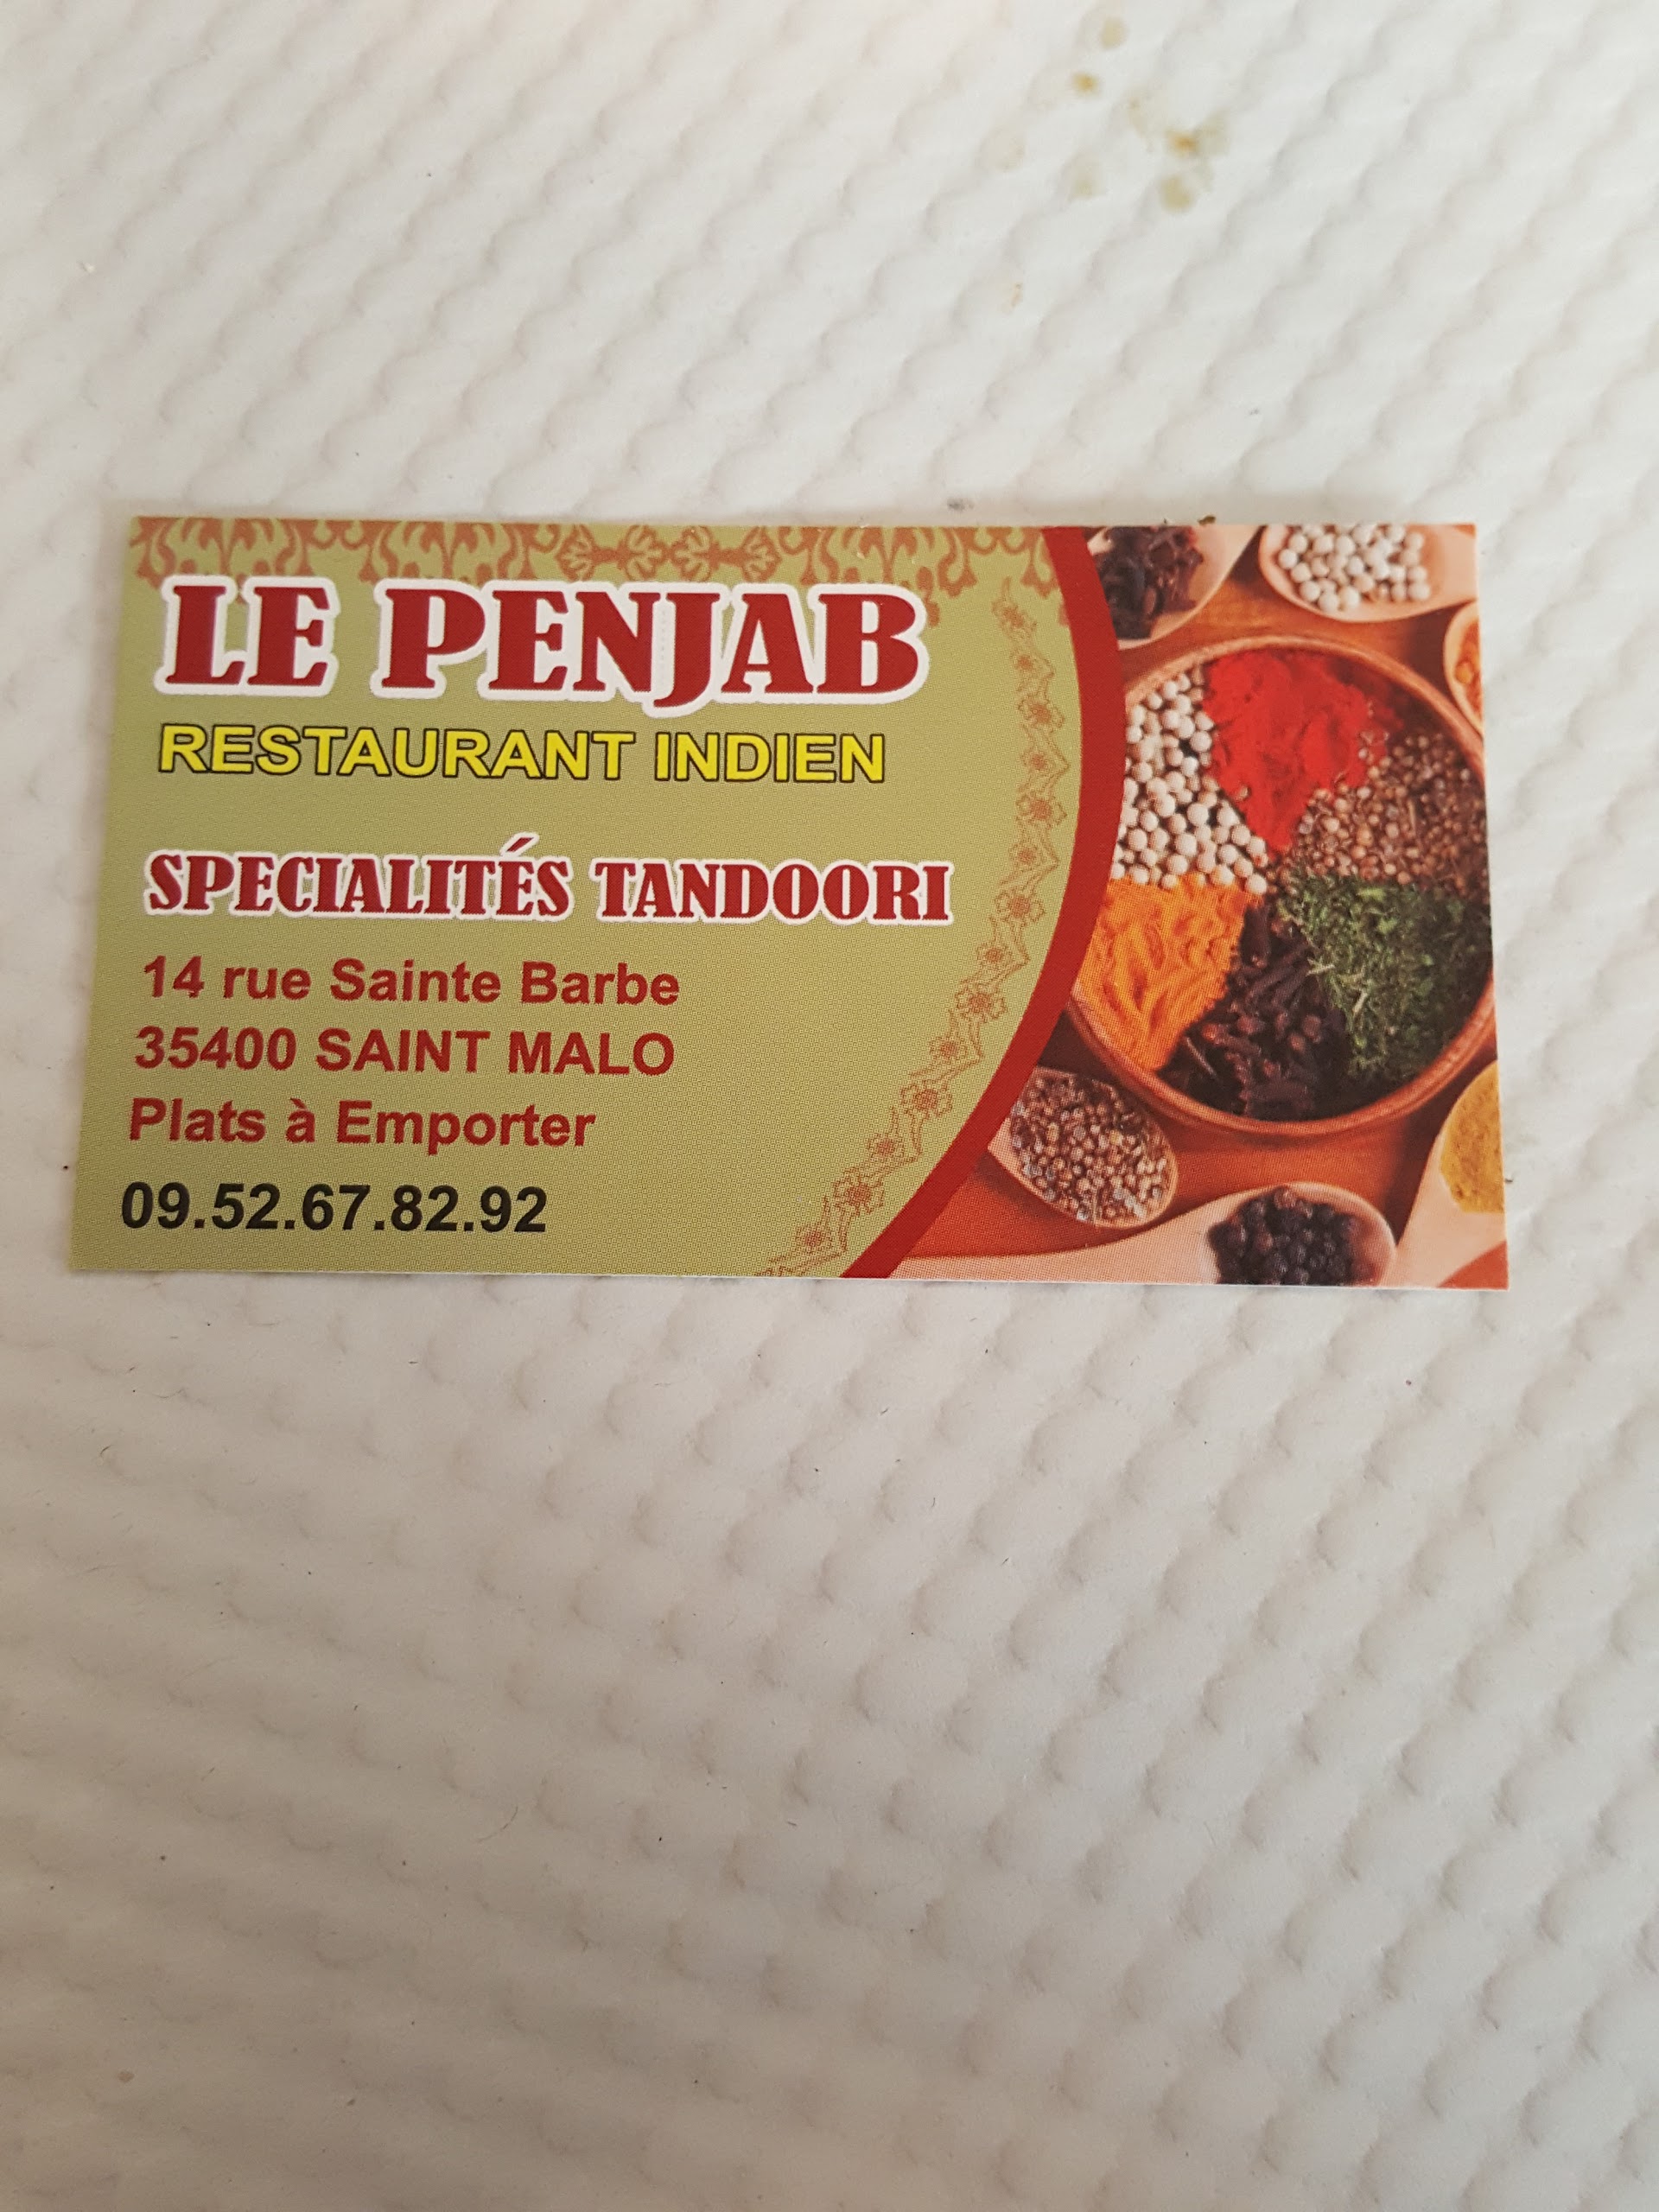 LE PENJAB
RESTAURANT INDIEN
SPECIALITÉS TANDOORI
14 rue Sainte Barbe
35400 SAINT MALO
Plats à Emporter
09.52.67.82.92